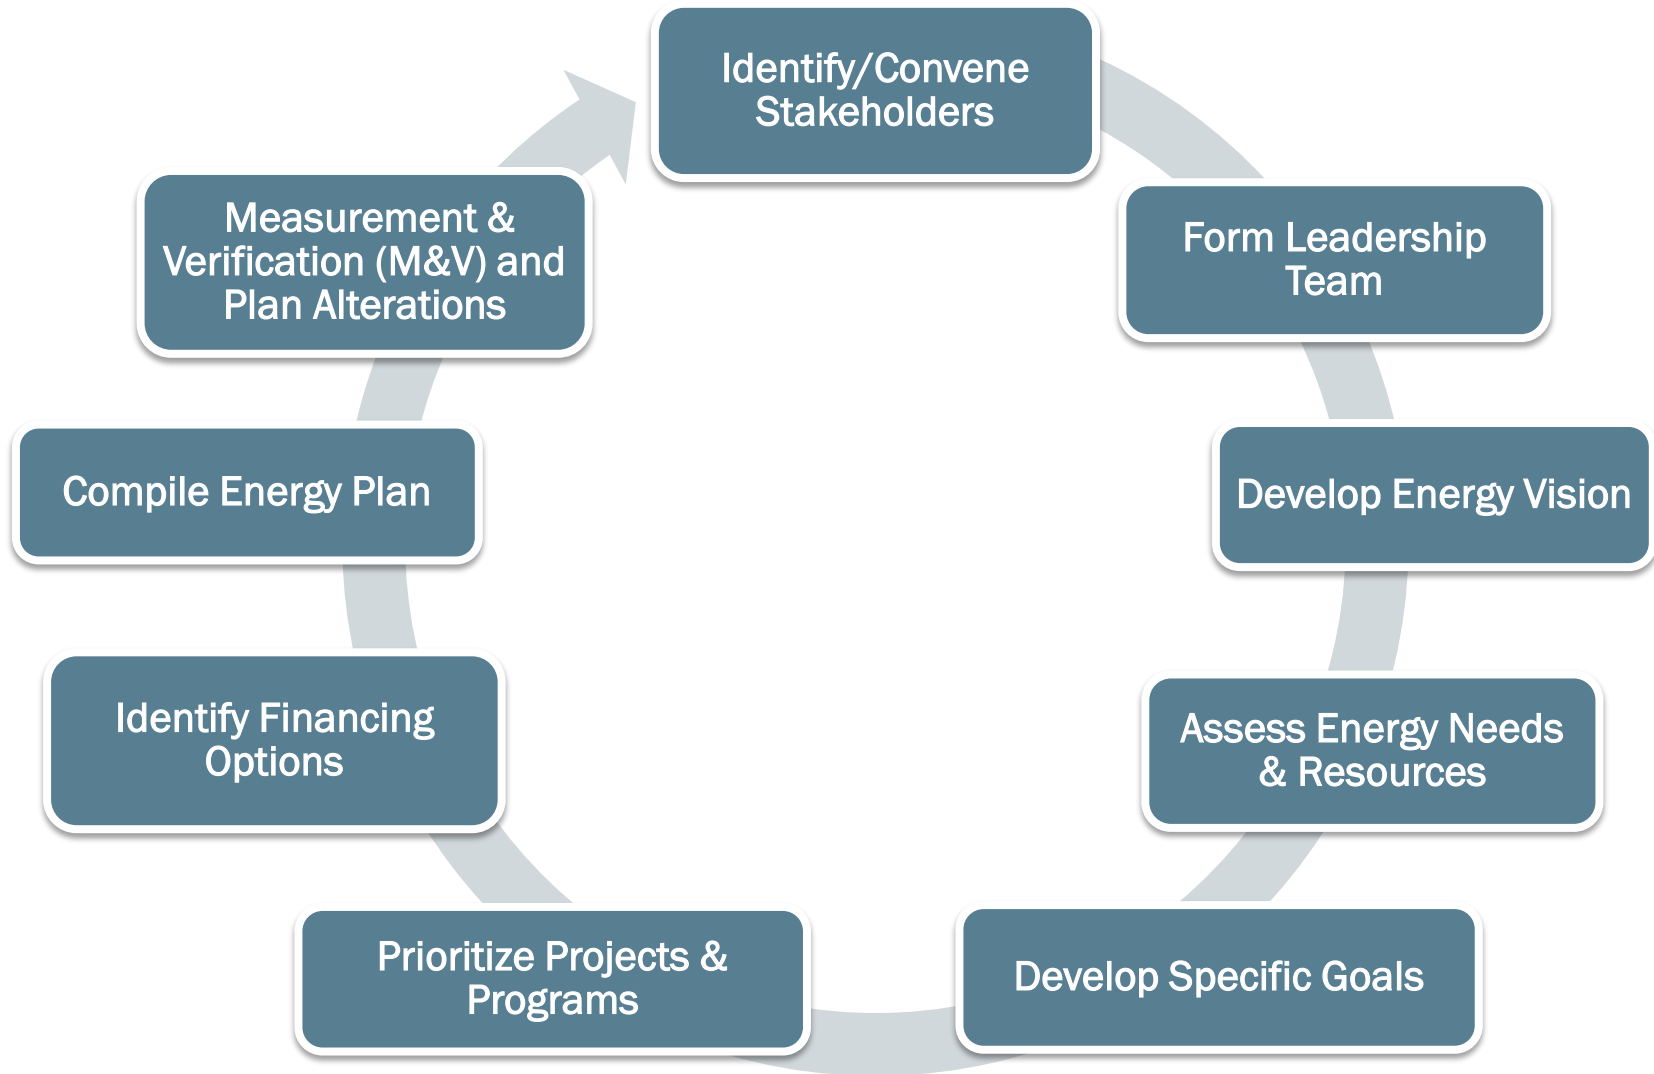 Identify/Convene
Stakeholders
Form Leadership
Team
Develop Energy Vision
Assess Energy Needs
& Resources
Develop Specific Goals
Prioritize Projects &
Programs
Identify Financing
Options
Compile Energy Plan
Measurement &
Verification (M&V) and
Plan Alterations